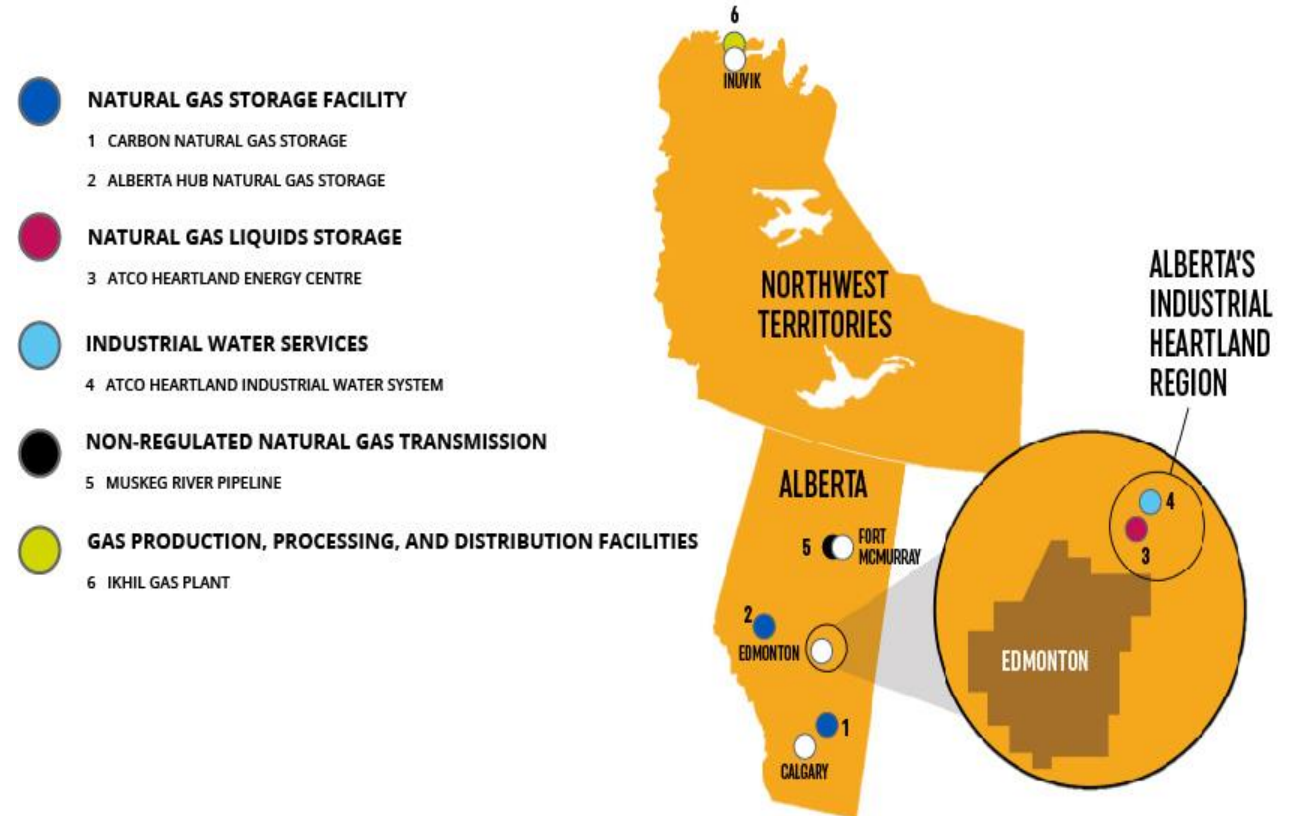 NATURAL GAS STORAGE FACILITY
1 CARBON NATURAL GAS STORAGE
2 ALBERTA HUB NATURAL GAS STORAGE
NATURAL GAS LIQUIDS STORAGE
3 ATCO HEARTLAND ENERGY CENTRE
INDUSTRIAL WATER SERVICES
4 ATCO HEARTLAND INDUSTRIAL WATER SYSTEM
NON-REGULATED NATURAL GAS TRANSMISSION
5 MUSKEG RIVER PIPELINE
GAS PRODUCTION, PROCESSING, AND DISTRIBUTION FACILITIES
6 IKHIL GAS PLANT
6
INUVIK
NORTHWEST
TERRITORIES
ALBERTA
5
FORT
MCMURRAY
2
EDMONTON
1
CALGARY
ALBERTA'S
INDUSTRIAL
HEARTLAND
REGION
4
3
EDMONTON